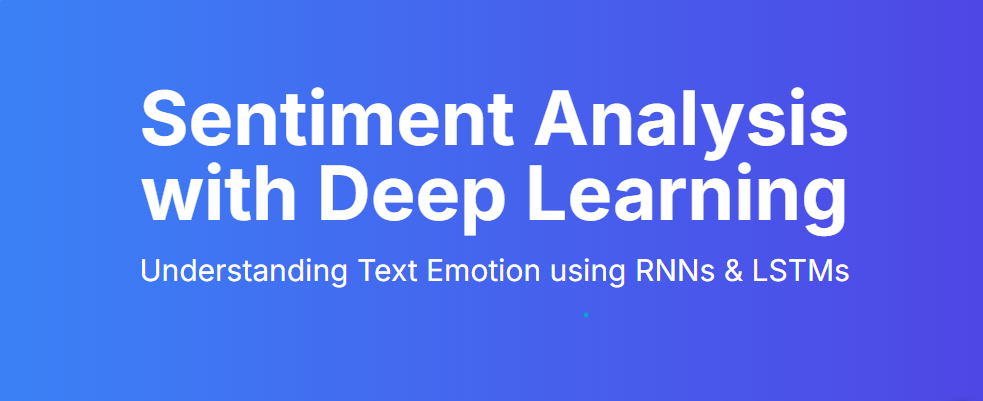 Sentiment Analysis
with Deep Learning
Understanding Text Emotion using RNNs & LSTMs